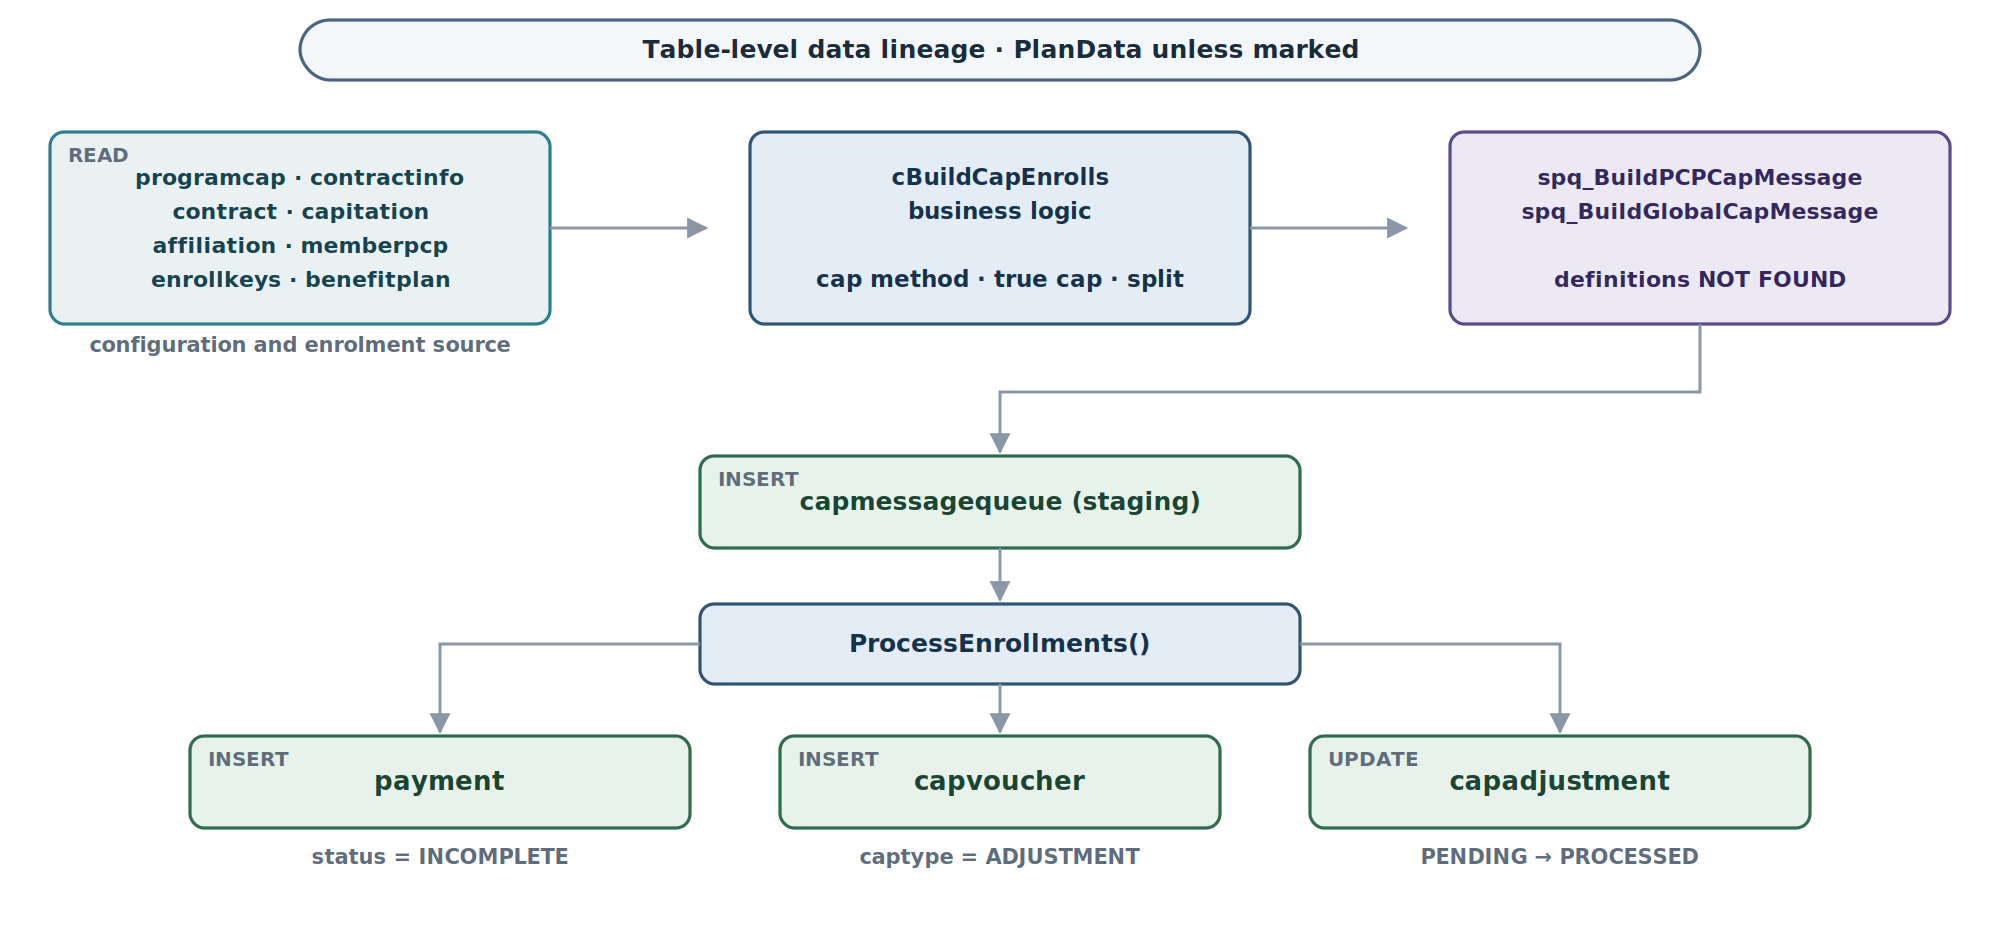 Table-level data lineage · PlanData unless marked
READ
programcap · contractinfo
contract · capitation
affiliation · memberpcp
enrollkeys · benefitplan
configuration and enrolment source
cBuildCapEnrolls
business logic
cap method · true cap · split
spq_BuildPCPCapMessage
spq_BuildGlobalCapMessage
definitions NOT FOUND
INSERT
capmessagequeue (staging)
ProcessEnrollments()
INSERT
payment
status = INCOMPLETE
INSERT
capvoucher
captype = ADJUSTMENT
UPDATE
capadjustment
PENDING → PROCESSED